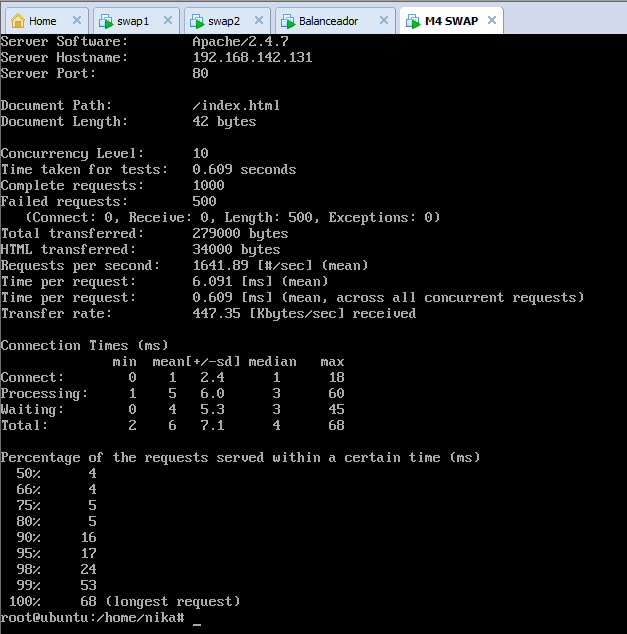 Home swap1 swap2 Balanceador M4 SWAP
Server Software: Apache/2.4.7
Server Hostname: 192.168.142.131
Server Port: 80
Document Path: /index.html
Document Length: 42 bytes
Concurrency Level: 10
Time taken for tests: 0.609 seconds
Complete requests: 1000
Failed requests: 500
(Connect: 0, Receive: 0, Length: 500, Exceptions: 0)
Total transferred: 279000 bytes
HTML transferred: 34000 bytes
Requests per second: 1641.89 [#/sec] (mean)
Time per request: 6.091 [ms] (mean)
Time per request: 0.609 [ms] (mean, across all concurrent requests)
Transfer rate: 447.35 [Kbytes/sec] received
Connection Times (ms)
min mean[+/-sd] median max
Connect: 0 1 2.4 1 18
Processing: 1 5 6.0 3 60
Waiting: 0 4 5.3 3 45
Total: 2 6 7.1 4 68
Percentage of the requests served within a certain time (ms)
50% 4
66% 4
75% 5
80% 5
90% 16
95% 17
98% 24
99% 53
100% 68 (longest request)
root@ubuntu:/home/nika# _